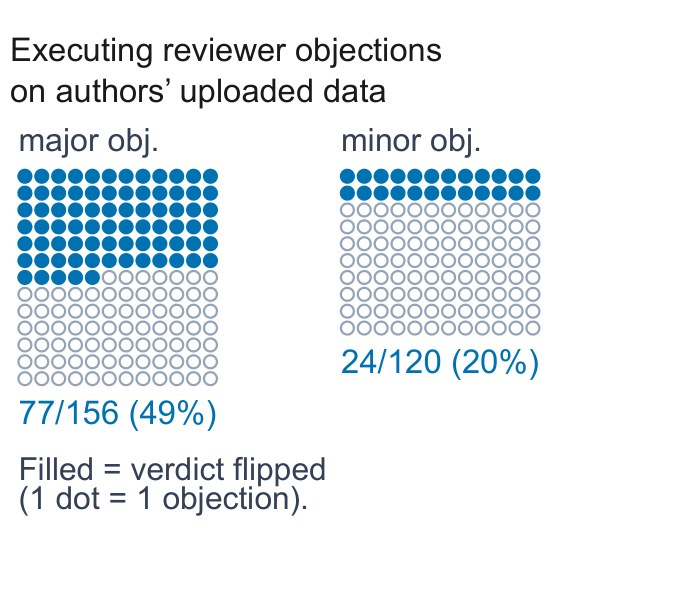 Executing reviewer objections
on authors’ uploaded data
major obj.
minor obj.
24/120 (20%)
77/156 (49%)
Filled = verdict flipped
(1 dot = 1 objection).